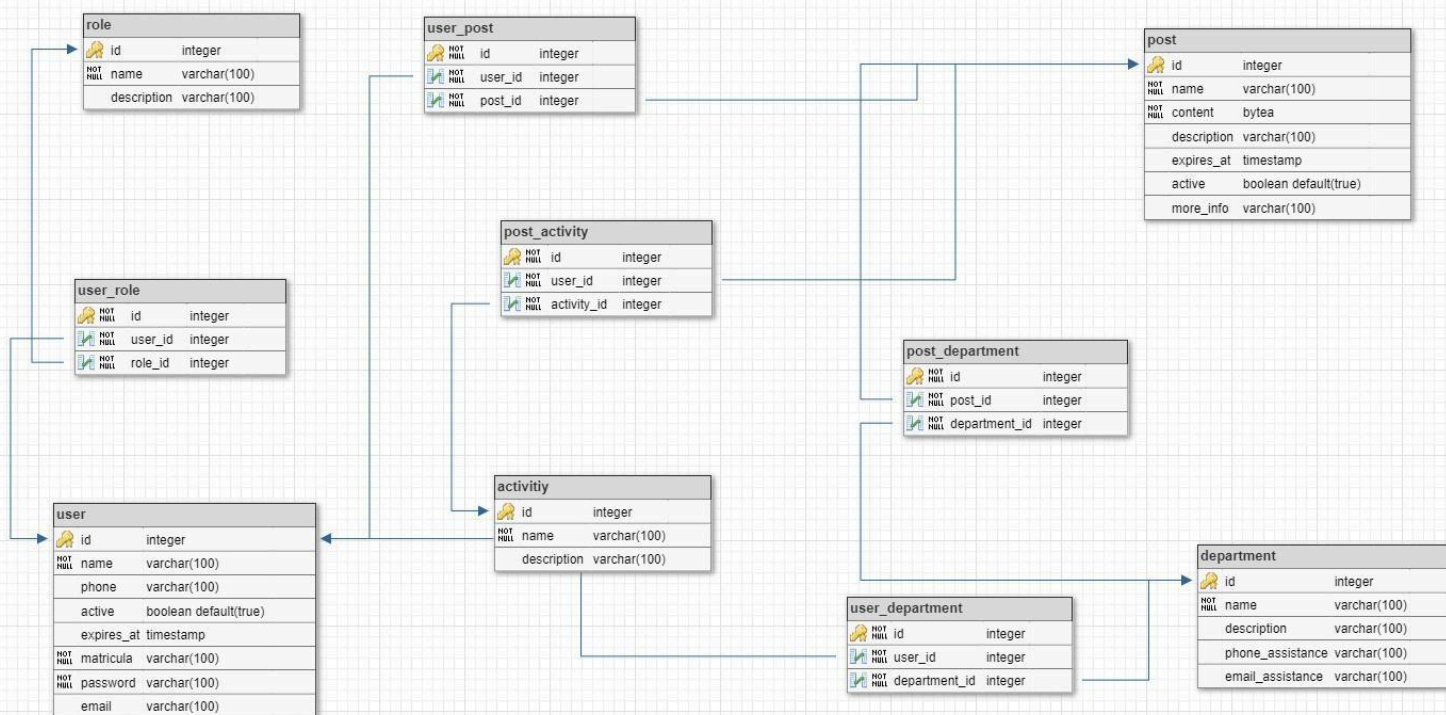 role
id integer
NOT NULL name varchar(100)
description varchar(100)
user_post
NOT NULL id integer
NOT NULL user_id integer
NOT NULL post_id integer
post
id integer
NOT NULL name varchar(100)
NOT NULL content bytea
description varchar(100)
expires_at timestamp
active boolean default(true)
more_info varchar(100)
post_activity
NOT NULL id integer
NOT NULL user_id integer
NOT NULL activity_id integer
user_role
NOT NULL id integer
NOT NULL user_id integer
NOT NULL role_id integer
post_department
NOT NULL id integer
NOT NULL post_id integer
NOT NULL department_id integer
activitiy
id integer
NOT NULL name varchar(100)
description varchar(100)
user
id integer
NOT NULL name varchar(100)
phone varchar(100)
active boolean default(true)
expires_at timestamp
NOT NULL matricula varchar(100)
NOT NULL password varchar(100)
email varchar(100)
user_department
NOT NULL id integer
NOT NULL user_id integer
NOT NULL department_id integer
department
id integer
NOT NULL name varchar(100)
description varchar(100)
phone_assistance varchar(100)
email_assistance varchar(100)